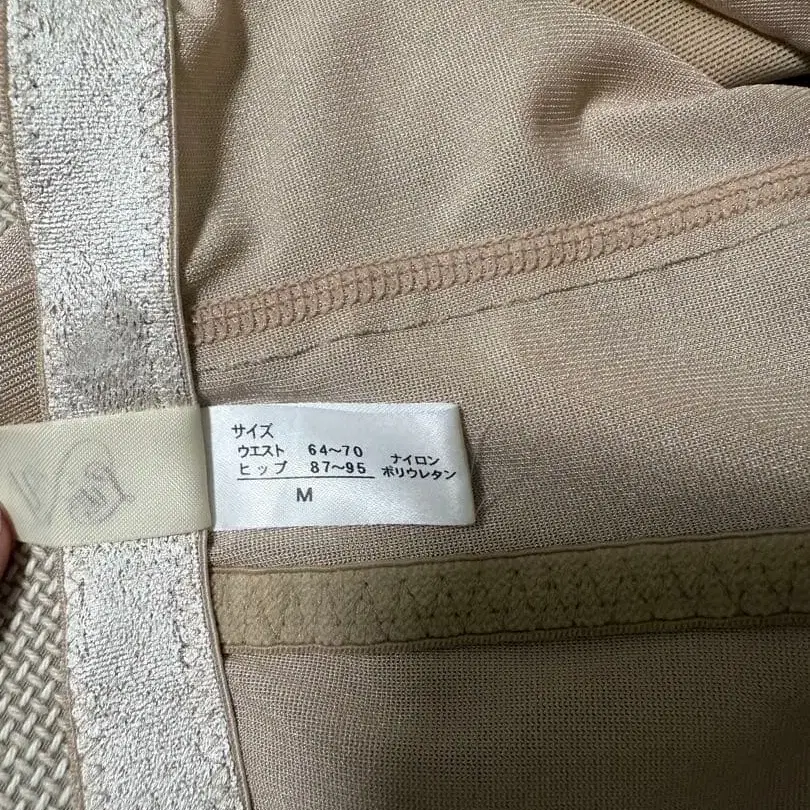 サイズ
ウエスト 64～70
ヒップ 87～95
M
ナイロン
ポリウレタン